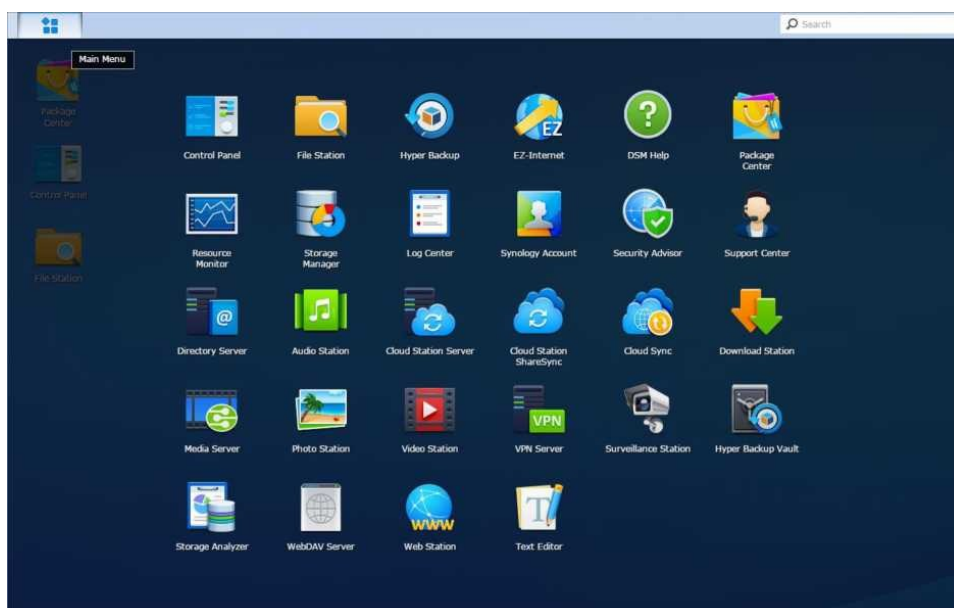 Search
Main Menu
Package
Center
Control Panel
File Station
Control Panel
File Station
Hyper Backup
EZ
EZ-Internet
DSM Help
Package
Center
Resource
Monitor
Storage
Manager
Log Center
Synology Account
Security Advisor
Support Center
@
Directory Server
Audio Station
Cloud Station Server
Cloud Station
ShareSync
Cloud Sync
Download Station
Media Server
Photo Station
Video Station
VPN
VPN Server
Surveillance Station
Hyper Backup Vault
Storage Analyzer
WebDAV Server
WWW
Web Station
T
Text Editor